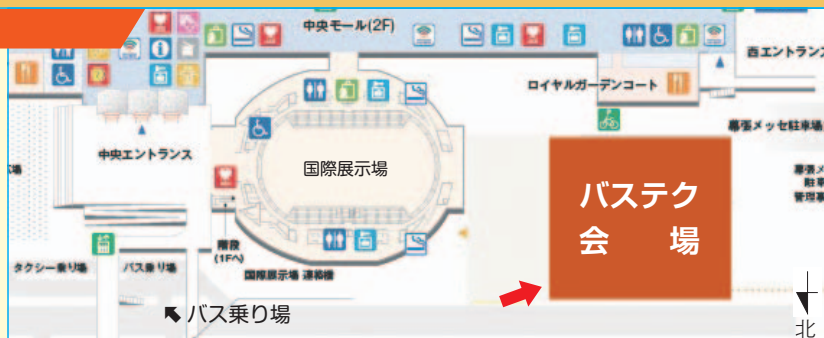 中央モール(2F)
西エントランス
ロイヤルガーデンコート
幕張メッセ駐車場
中央エントランス
国際展示場
バステク
会 場
階段
(1Fへ)
タクシー乗り場
バス乗り場
国際展示場 連絡橋
バス乗り場
北